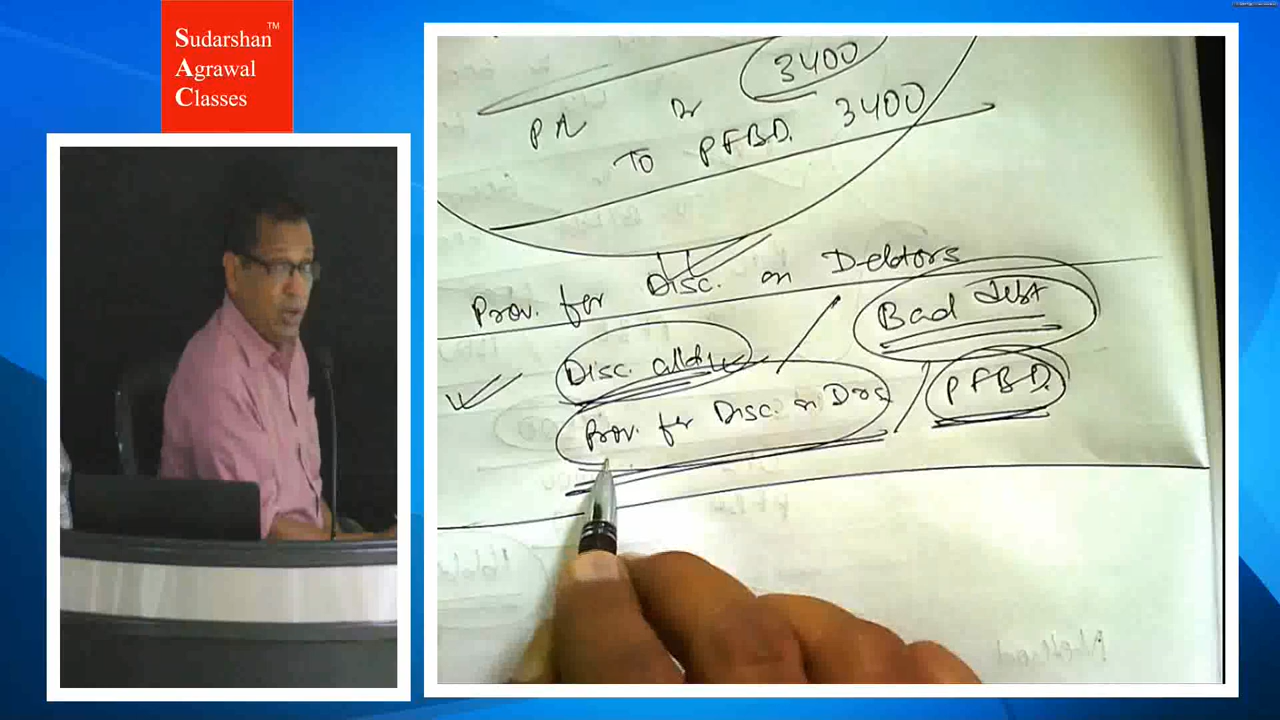 Sudarshan™
Agrawal
Classes
3400
PA Dr
To PFBD. 3400
Prov. for Disc. on Debtors
Disc. alld / Bad debt
Prov. for Disc. on Drs / PFBD.